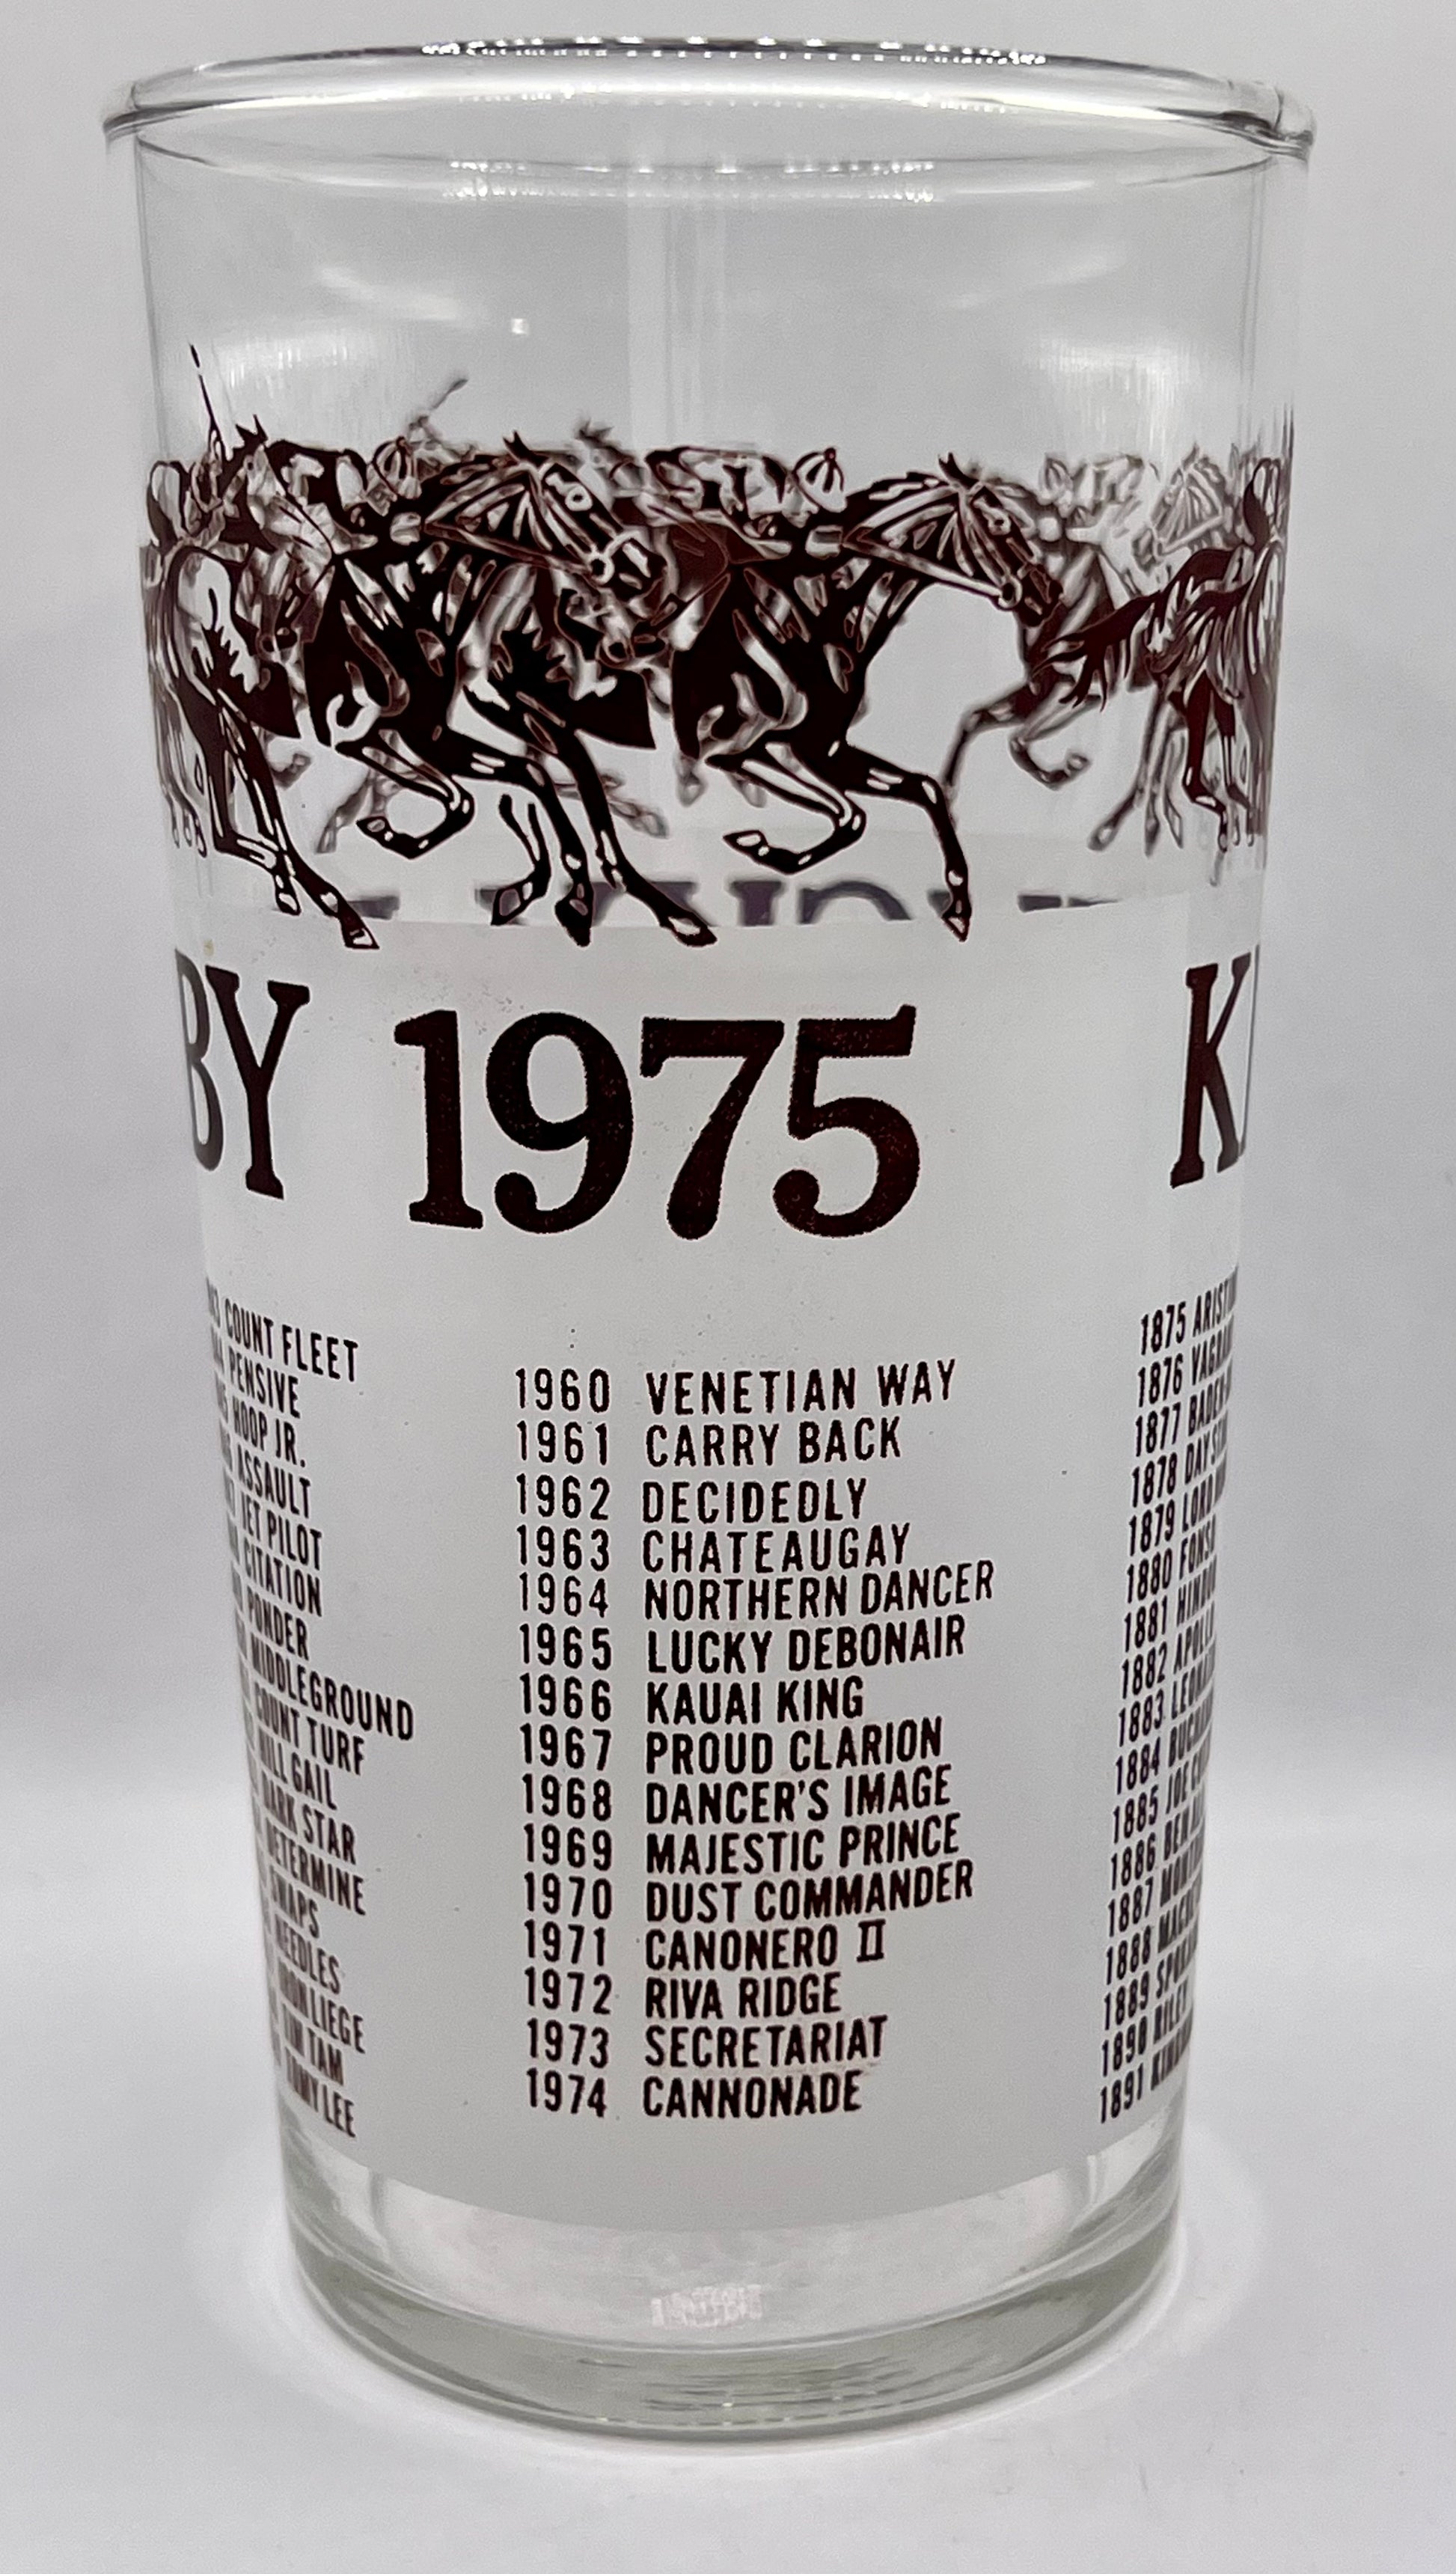 BY 1975 K
COUNT FLEET
PENSIVE
HOOP JR.
ASSAULT
JET PILOT
CITATION
PONDER
MIDDLEGROUND
COUNT TURF
HILL GAIL
DARK STAR
DETERMINE
SWAPS
NEEDLES
IRON LIEGE
TIM TAM
TOMY LEE
1960 VENETIAN WAY
1961 CARRY BACK
1962 DECIDEDLY
1963 CHATEAUGAY
1964 NORTHERN DANCER
1965 LUCKY DEBONAIR
1966 KAUAI KING
1967 PROUD CLARION
1968 DANCER'S IMAGE
1969 MAJESTIC PRINCE
1970 DUST COMMANDER
1971 CANONERO II
1972 RIVA RIDGE
1973 SECRETARIAT
1974 CANNONADE
1875
1876
1877
1878
1879
1880
1881
1882
1883
1884
1885
1886
1887
1888
1889
1890
1891